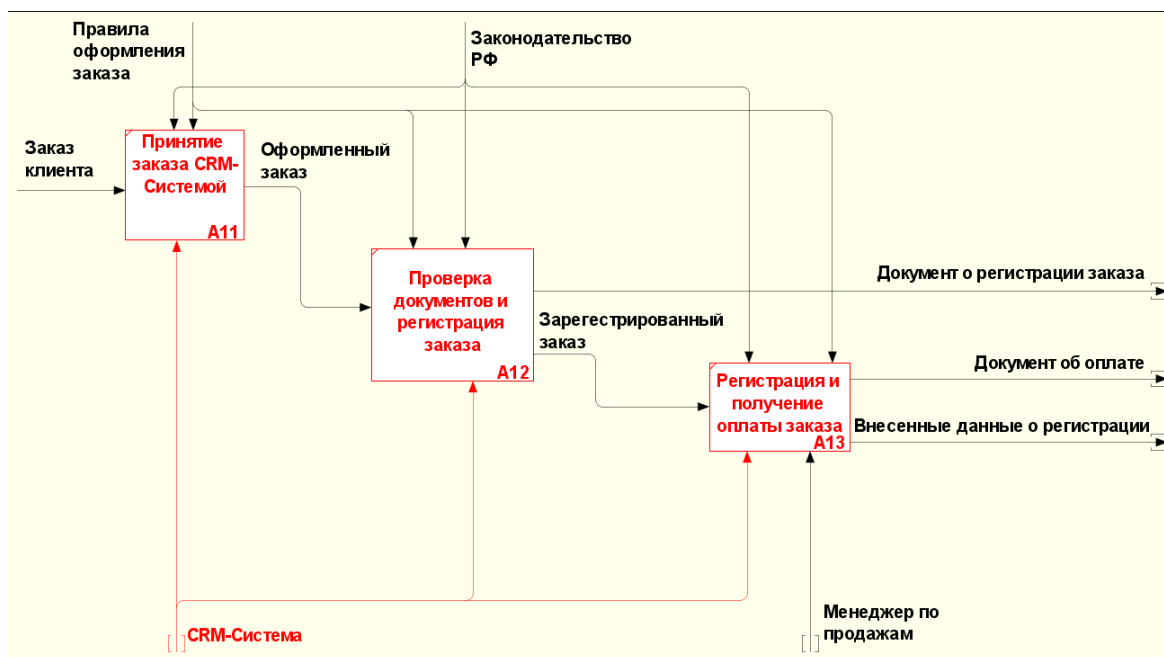 Правила
оформления
заказа
Законодательство
РФ
Заказ
клиента
Принятие
заказа CRM-
Системой
A11
Оформленный
заказ
Проверка
документов и
регистрация
заказа
A12
Документ о регистрации заказа
Зарегестрированный
заказ
Регистрация и
получение
оплаты заказа
A13
Документ об оплате
Внесенные данные о регистрации
CRM-Система
Менеджер по
продажам